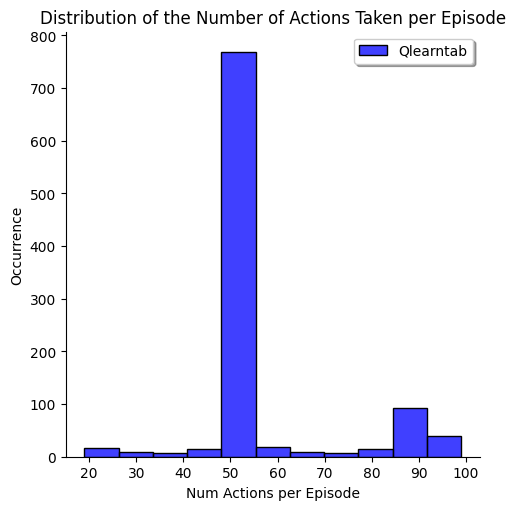 Distribution of the Number of Actions Taken per Episode
Qlearntab
800
700
600
500
400
300
200
100
0
Occurrence
20 30 40 50 60 70 80 90 100
Num Actions per Episode